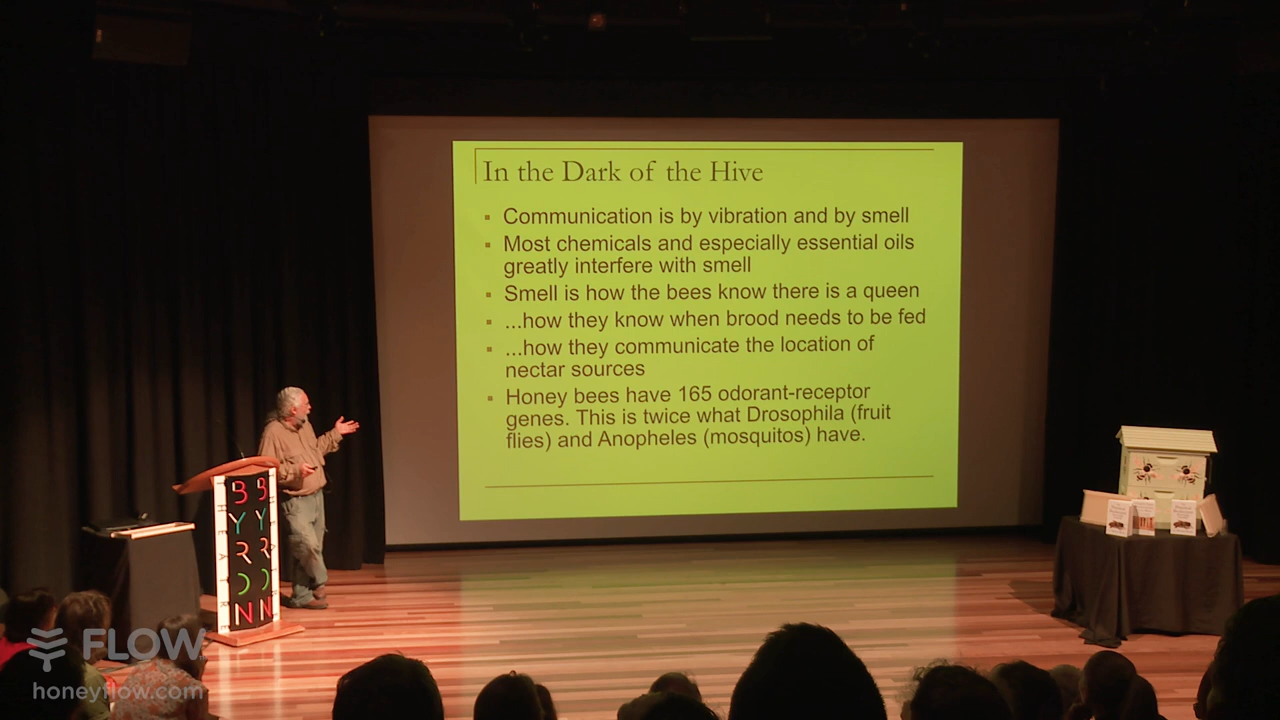 In the Dark of the Hive
Communication is by vibration and by smell
Most chemicals and especially essential oils
greatly interfere with smell
Smell is how the bees know there is a queen
...how they know when brood needs to be fed
...how they communicate the location of
nectar sources
Honey bees have 165 odorant-receptor
genes. This is twice what Drosophila (fruit
flies) and Anopheles (mosquitos) have.
BYRON
BYRON
THEATRE
FLOW
honeyflow.com